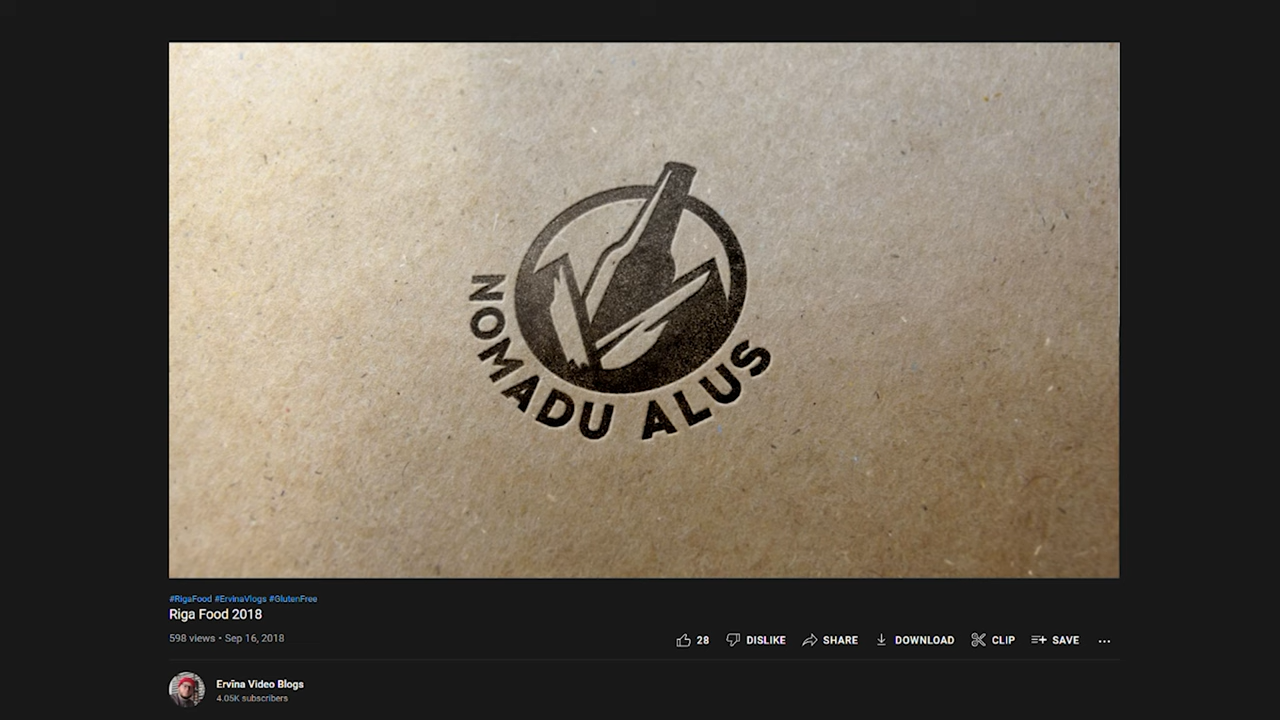 NOMADU ALUS
#RigaFood #ErvinaVlogs #GlutenFree
Riga Food 2018
598 views • Sep 16, 2018
28 DISLIKE SHARE DOWNLOAD CLIP SAVE ...
Ervīna Video Blogs
4.05K subscribers